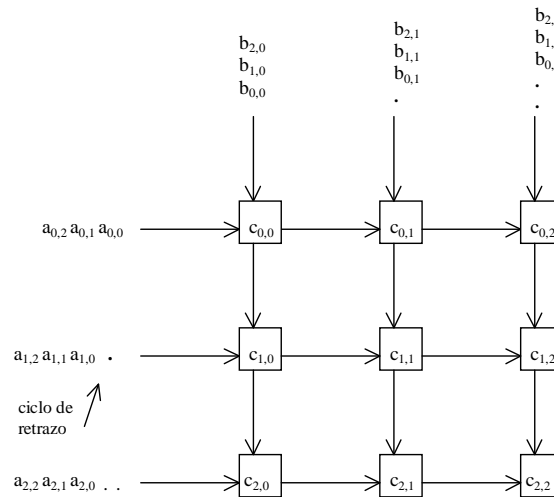 b2,0
b1,0
b0,0
b2,1
b1,1
b0,1
.
b2,
b1,
b0,
.
.
a0,2 a0,1 a0,0
c0,0
c0,1
c0,2
a1,2 a1,1 a1,0 .
c1,0
c1,1
c1,2
ciclo de
retrazo
a2,2 a2,1 a2,0 . .
c2,0
c2,1
c2,2